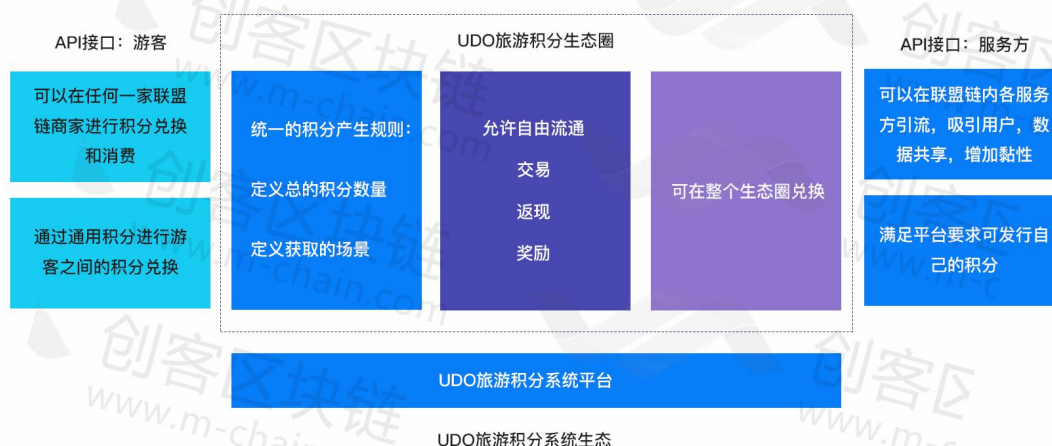 API接口：游客
可以在任何一家联盟
链商家进行积分兑换
和消费
通过通用积分进行游
客之间的积分兑换
UDO旅游积分生态圈
统一的积分产生规则：
定义总的积分数量
定义获取的场景
允许自由流通
交易
返现
奖励
可在整个生态圈兑换
API接口：服务方
可以在联盟链内各服务
方引流，吸引用户，数
据共享，增加黏性
满足平台要求可发行自
己的积分
UDO旅游积分系统平台
UDO旅游积分系统生态
创客区块链
www.m-chain.com